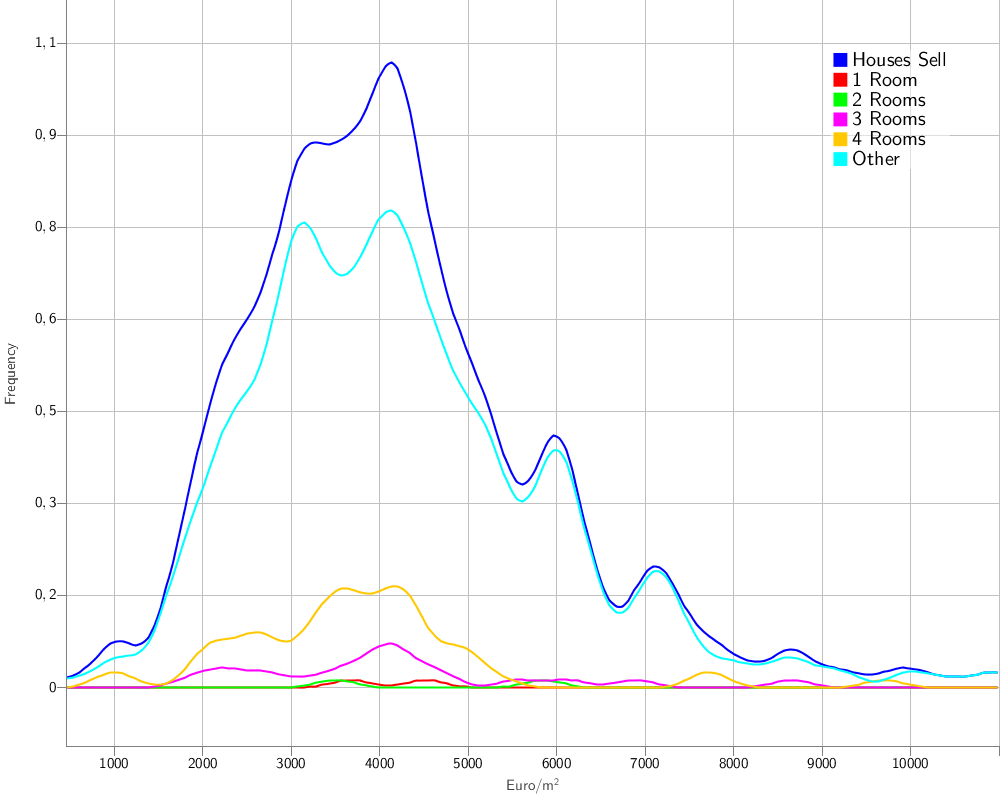 1, 1
0, 9
0, 8
0, 6
0, 5
0, 3
0, 2
0
Frequency
Houses Sell
1 Room
2 Rooms
3 Rooms
4 Rooms
Other
1000 2000 3000 4000 5000 6000 7000 8000 9000 10000
Euro/m²